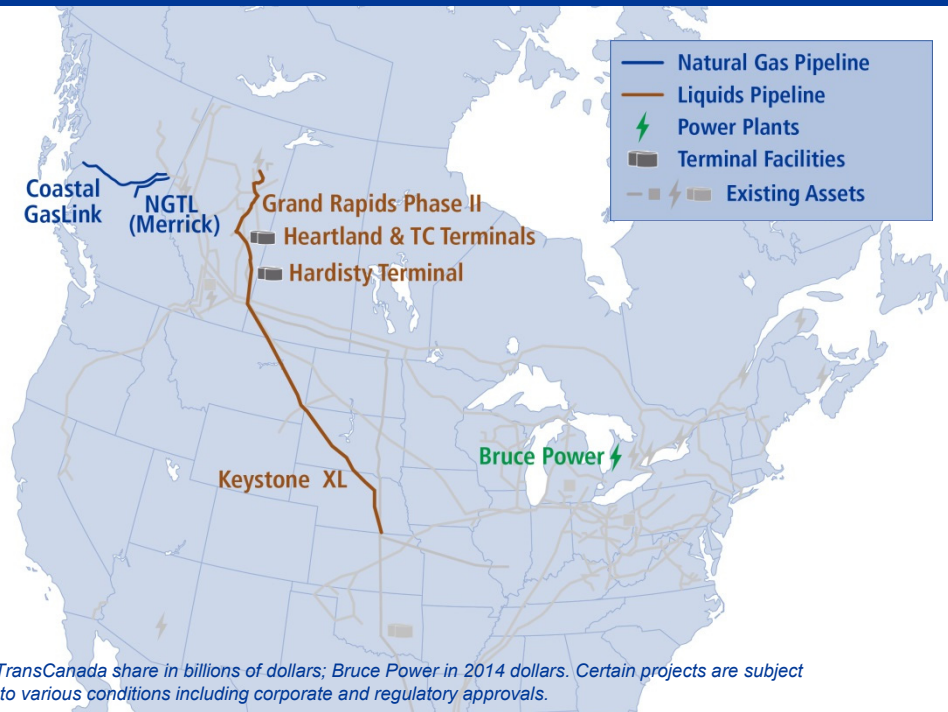 Natural Gas Pipeline
Liquids Pipeline
Power Plants
Terminal Facilities
Existing Assets
Coastal
GasLink
NGTL
(Merrick)
Grand Rapids Phase II
Heartland & TC Terminals
Hardisty Terminal
Bruce Power
Keystone XL
TransCanada share in billions of dollars; Bruce Power in 2014 dollars. Certain projects are subject
to various conditions including corporate and regulatory approvals.